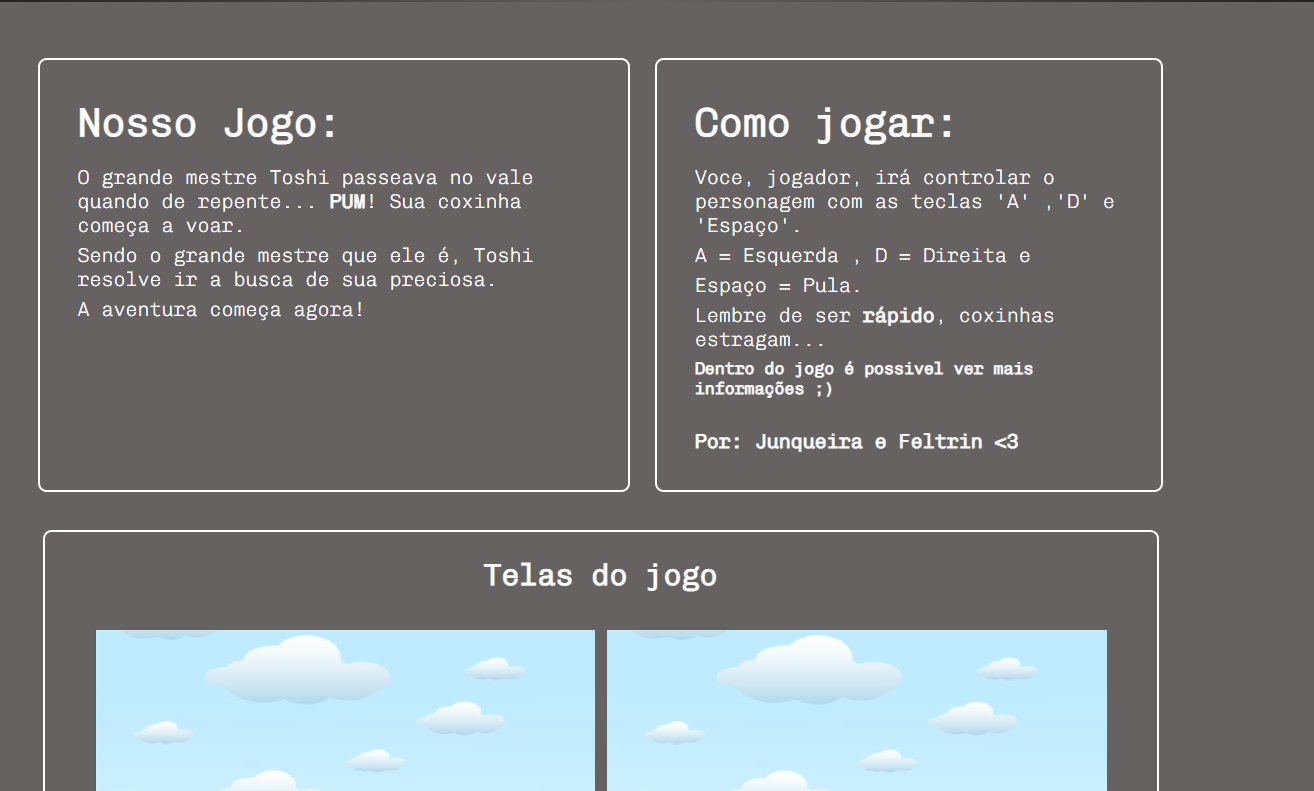 Nosso Jogo:
O grande mestre Toshi passeava no vale
quando de repente... PUM! Sua coxinha
começa a voar.
Sendo o grande mestre que ele é, Toshi
resolve ir a busca de sua preciosa.
A aventura começa agora!
Como jogar:
Voce, jogador, irá controlar o
personagem com as teclas 'A' ,'D' e
'Espaço'.
A = Esquerda , D = Direita e
Espaço = Pula.
Lembre de ser rápido, coxinhas
estragam...
Dentro do jogo é possivel ver mais
informações ;)
Por: Junqueira e Feltrin <3
Telas do jogo